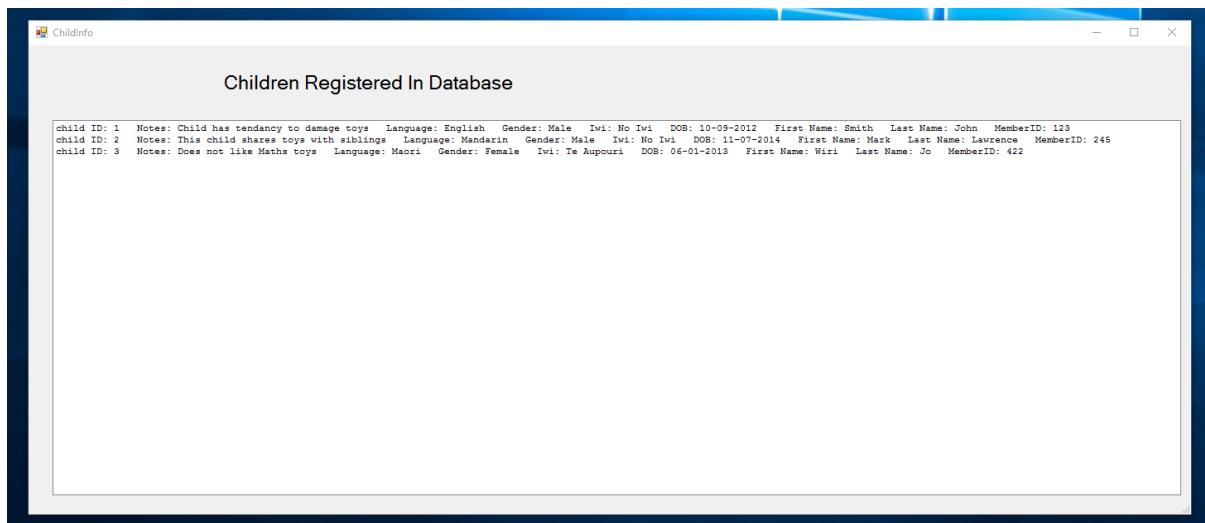 ChildInfo
Children Registered In Database
child ID: 1 Notes: Child has tendancy to damage toys Language: English Gender: Male Iwi: No Iwi DOB: 10-09-2012 First Name: Smith Last Name: John MemberID: 123
child ID: 2 Notes: This child shares toys with siblings Language: Mandarin Gender: Male Iwi: No Iwi DOB: 11-07-2014 First Name: Mark Last Name: Lawrence MemberID: 245
child ID: 3 Notes: Does not like Maths toys Language: Maori Gender: Female Iwi: Te Aupouri DOB: 06-01-2013 First Name: Wiri Last Name: Jo MemberID: 422